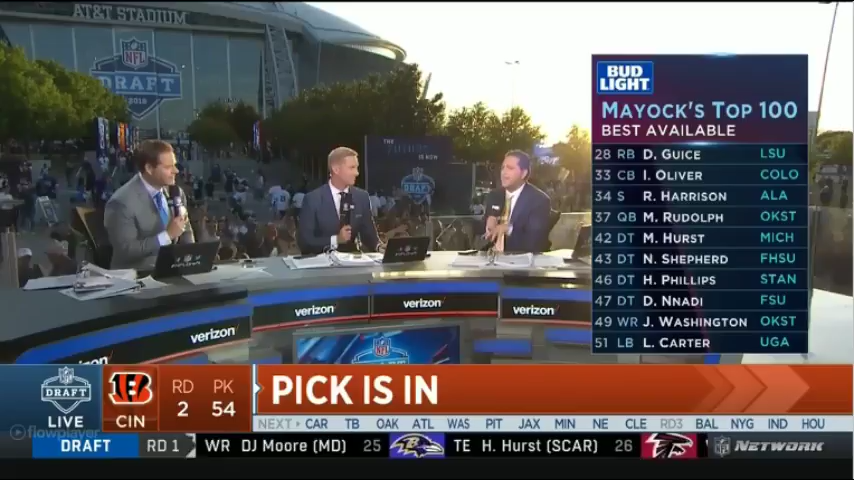 AT&T STADIUM
NFL
DRAFT
2018
THE
IS NOW
DRAFT
BUD
LIGHT
MAYOCK'S TOP 100
BEST AVAILABLE
28 RB D. GUICE LSU
33 CB I. OLIVER COLO
34 S R. HARRISON ALA
37 QB M. RUDOLPH OKST
42 DT M. HURST MICH
43 DT N. SHEPHERD FHSU
46 DT H. PHILLIPS STAN
47 DT D. NNADI FSU
49 WR J. WASHINGTON OKST
51 LB L. CARTER UGA
verizon
verizon
verizon
verizon
NFL
DRAFT
LIVE
CIN
RD
2
PK
54
PICK IS IN
NEXT CAR TB OAK ATL WAS PIT JAX MIN NE CLE RD3 BAL NYG IND HOU
flowplayer
DRAFT RD 1 WR DJ MOORE (MD) 25 TE H. HURST (SCAR) 26 NFL NETWORK